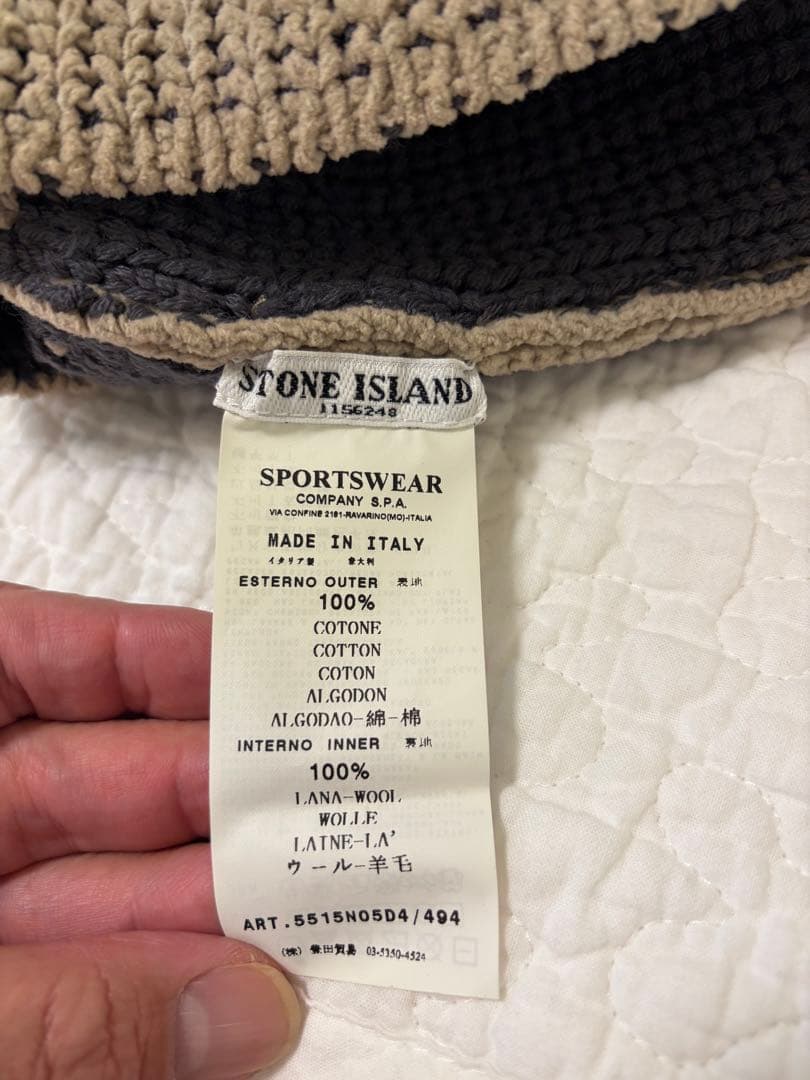 STONE ISLAND
1156248
SPORTSWEAR
COMPANY S.P.A.
VIA CONFINE 2161-RAVARINO(MO)-ITALIA
MADE IN ITALY
イタリア製 意大利
ESTERNO OUTER 表地
100%
COTONE
COTTON
COTON
ALGODON
ALGODAO-綿-棉
INTERNO INNER 裏地
100%
LANA-WOOL
WOLLE
LAINE-LA'
ウール-羊毛
ART.5515N05D4/494
(株) 豊田貿易 03-5350-4524